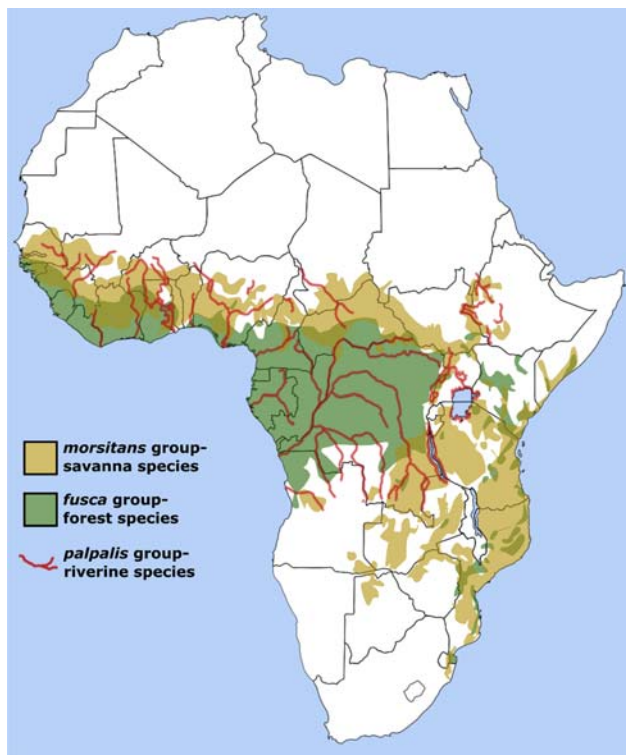 morsitans group-
savanna species
fusca group-
forest species
palpalis group-
riverine species